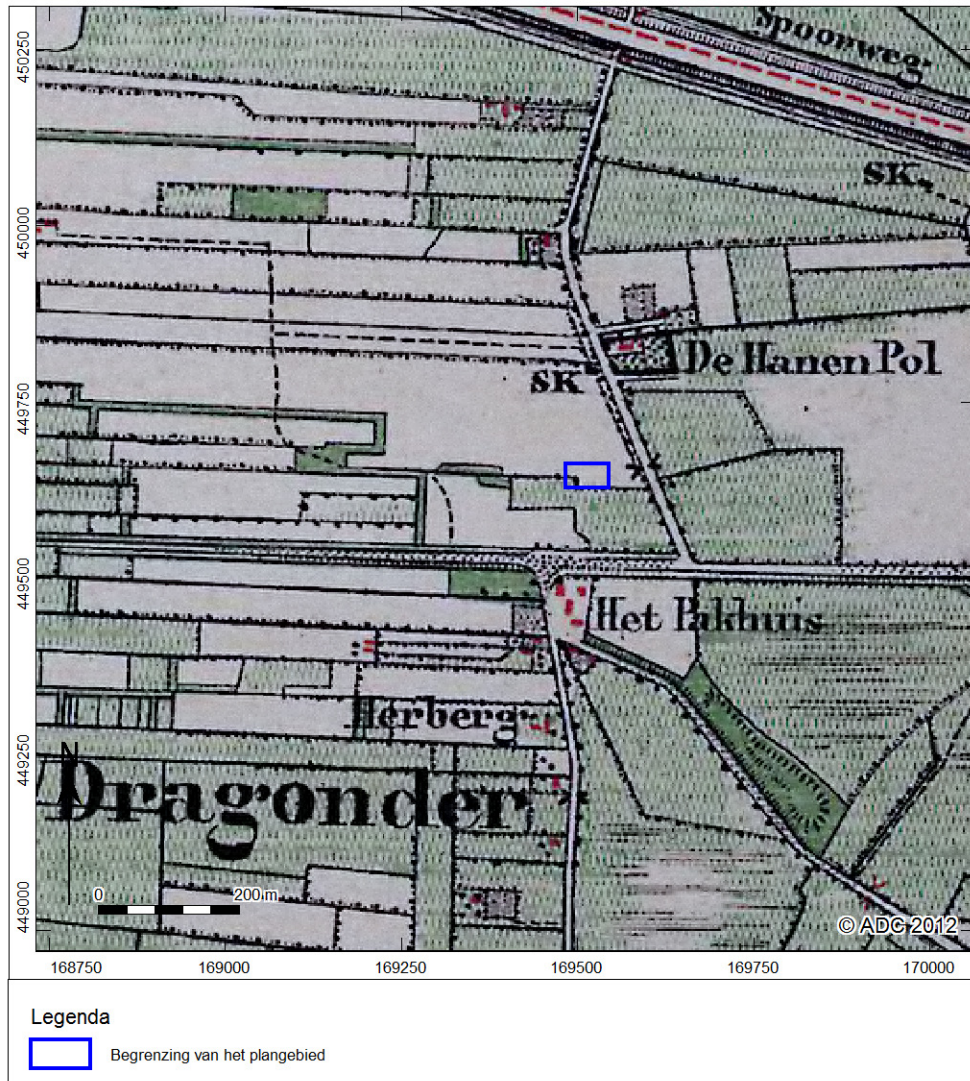 450250
450000
449750
449500
449250
449000
Spoorweg
SK.
De Hanen Pol
SK
Het Pakhuis
Herberg
N
Dragonder
0 200 m
© ADC 2012
168750 169000 169250 169500 169750 170000
Legenda
Begrenzing van het plangebied